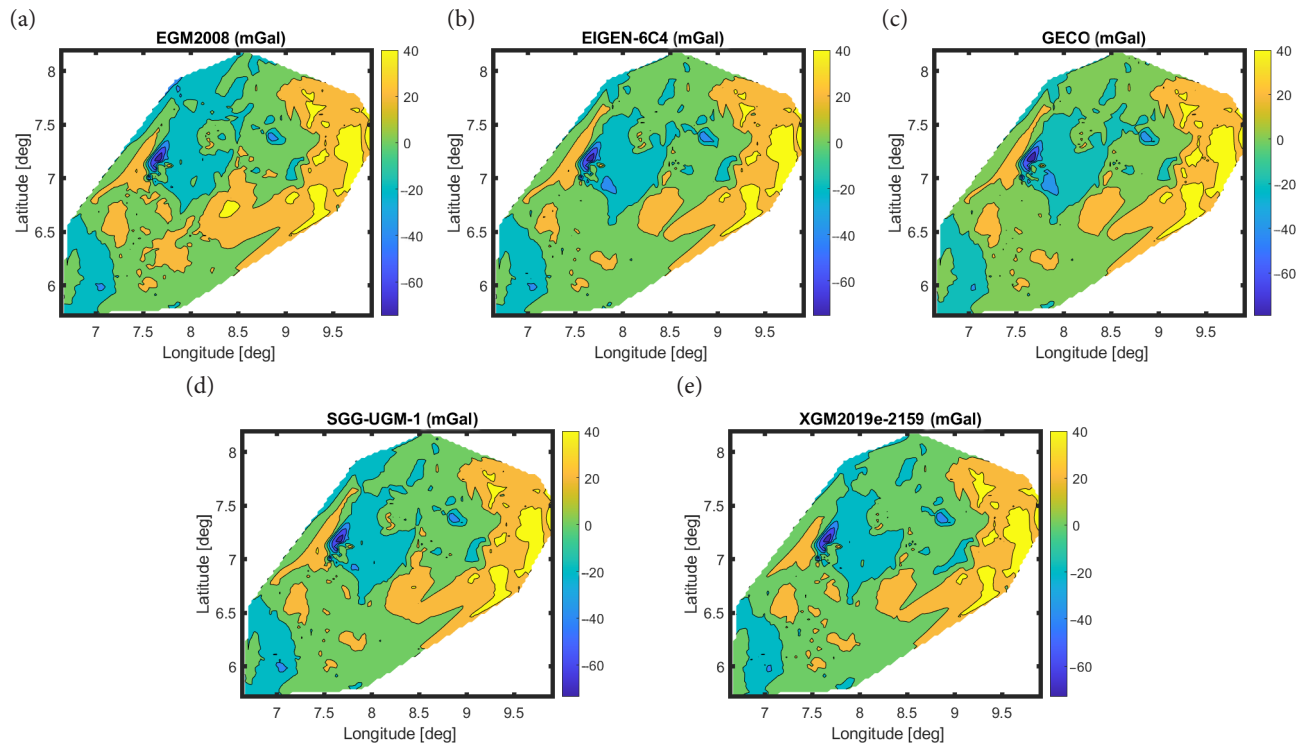 (a)
EGM2008 (mGal)
8
7.5
7
6.5
6
Latitude [deg]
7 7.5 8 8.5 9 9.5
Longitude [deg]
40
20
0
−20
−40
−60
(b)
EIGEN-6C4 (mGal)
8
7.5
7
6.5
6
Latitude [deg]
7 7.5 8 8.5 9 9.5
Longitude [deg]
40
20
0
−20
−40
−60
(c)
GECO (mGal)
8
7.5
7
6.5
6
Latitude [deg]
7 7.5 8 8.5 9 9.5
Longitude [deg]
40
20
0
−20
−40
−60
(d)
SGG-UGM-1 (mGal)
8
7.5
7
6.5
6
Latitude [deg]
7 7.5 8 8.5 9 9.5
Longitude [deg]
40
20
0
−20
−40
−60
(e)
XGM2019e-2159 (mGal)
8
7.5
7
6.5
6
Latitude [deg]
7 7.5 8 8.5 9 9.5
Longitude [deg]
40
20
0
−20
−40
−60